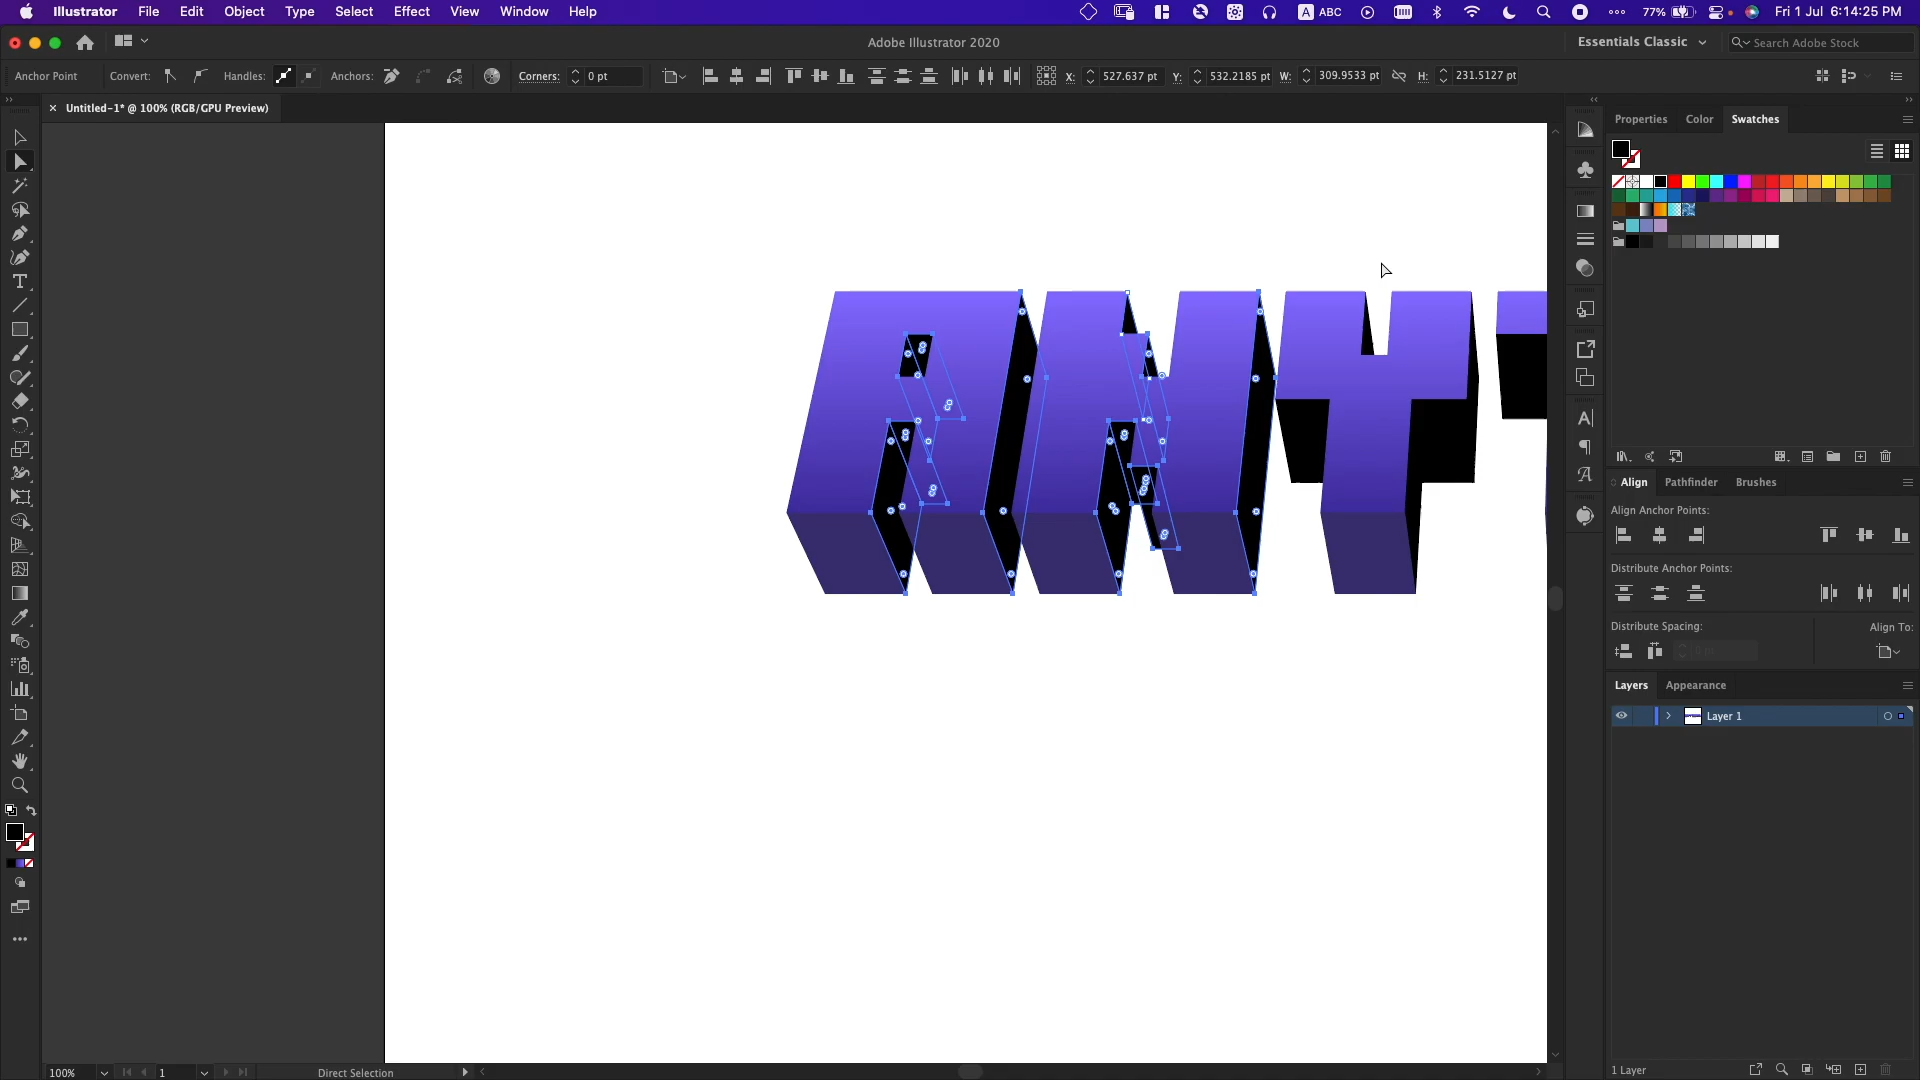 Illustrator File Edit Object Type Select Effect View Window Help
A ABC 77% Fri 1 Jul 6:14:25 PM
Adobe Illustrator 2020
Essentials Classic
Search Adobe Stock
Anchor Point Convert: Handles: Anchors: Corners: 0 pt X: 527.637 pt Y: 532.2185 pt W: 309.9533 pt H: 231.5127 pt
Untitled-1* @ 100% (RGB/GPU Preview)
Properties Color Swatches
Align Pathfinder Brushes
Align Anchor Points:
Distribute Anchor Points:
Distribute Spacing: Align To:
0 pt
Layers Appearance
Layer 1
1 Layer
100% 1 Direct Selection